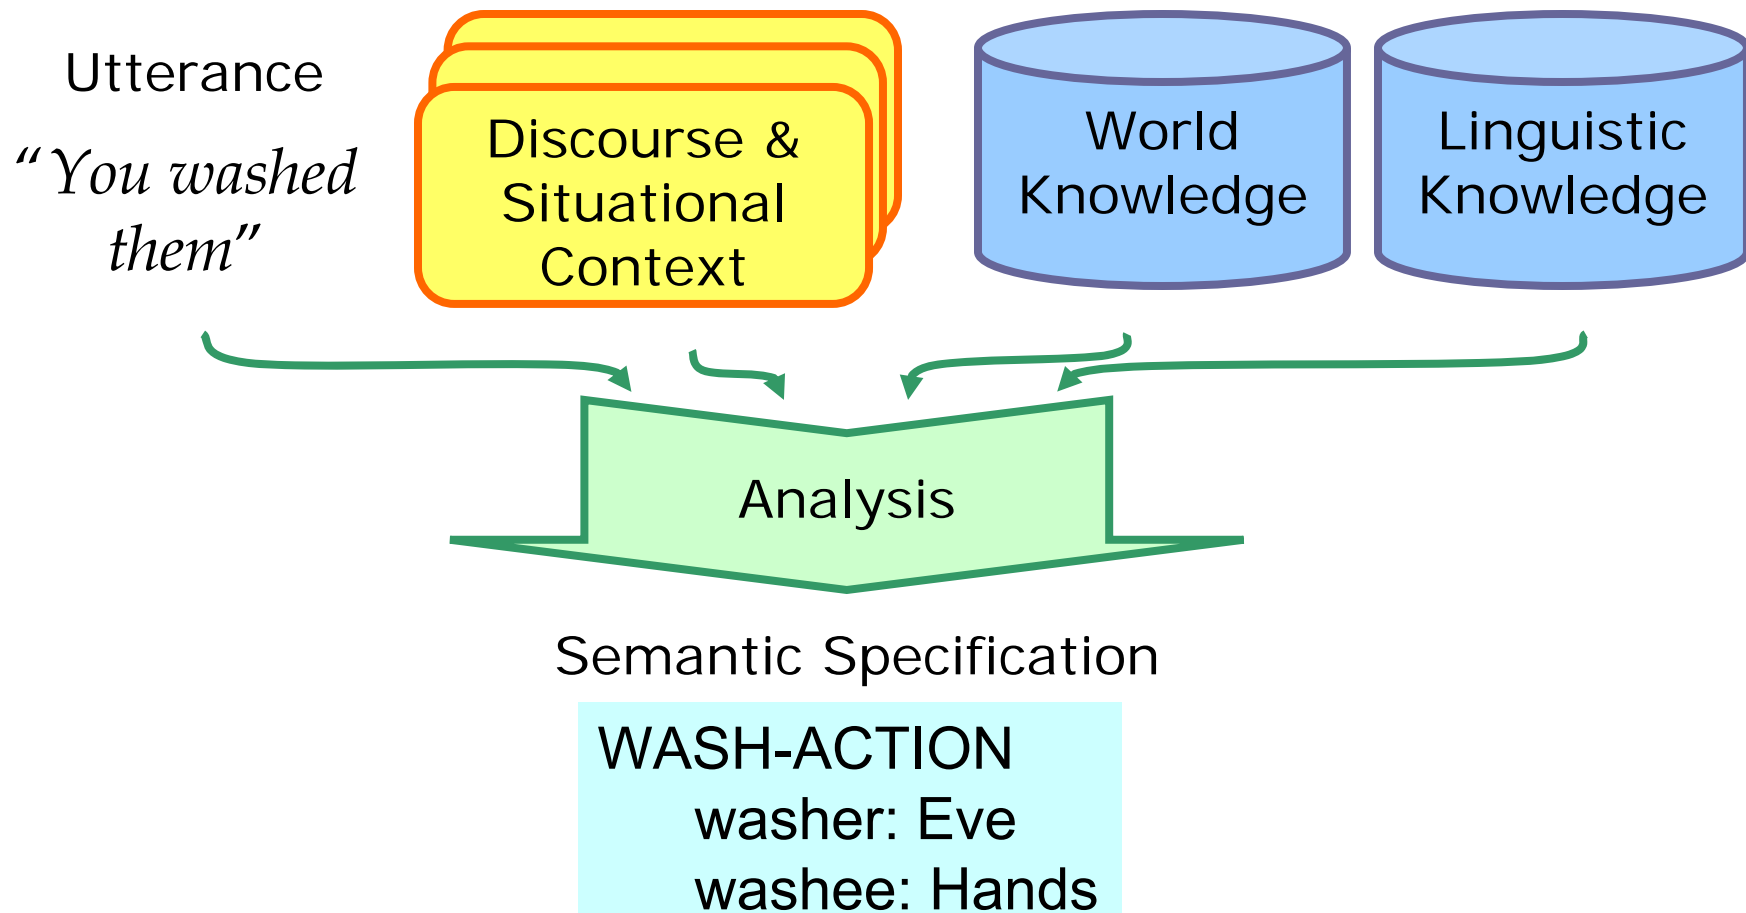 Utterance
“You washed
them”
Discourse &
Situational
Context
World
Knowledge
Linguistic
Knowledge
Analysis
Semantic Specification
WASH-ACTION
washer: Eve
washee: Hands